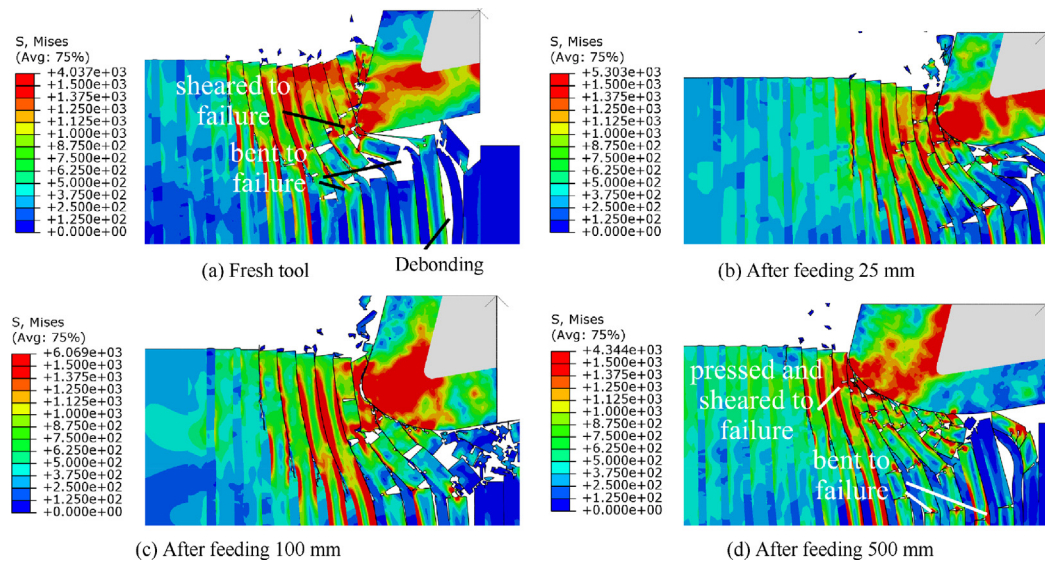 S, Mises
(Avg: 75%)
+4.037e+03
+1.500e+03
+1.375e+03
+1.250e+03
+1.125e+03
+1.000e+03
+8.750e+02
+7.500e+02
+6.250e+02
+5.000e+02
+3.750e+02
+2.500e+02
+1.250e+02
+0.000e+00
sheared to
failure
bent to
failure
(a) Fresh tool
Debonding
S, Mises
(Avg: 75%)
+5.303e+03
+1.500e+03
+1.375e+03
+1.250e+03
+1.125e+03
+1.000e+03
+8.750e+02
+7.500e+02
+6.250e+02
+5.000e+02
+3.750e+02
+2.500e+02
+1.250e+02
+0.000e+00
(b) After feeding 25 mm
S, Mises
(Avg: 75%)
+6.069e+03
+1.500e+03
+1.375e+03
+1.250e+03
+1.125e+03
+1.000e+03
+8.750e+02
+7.500e+02
+6.250e+02
+5.000e+02
+3.750e+02
+2.500e+02
+1.250e+02
+0.000e+00
(c) After feeding 100 mm
S, Mises
(Avg: 75%)
+4.344e+03
+1.500e+03
+1.375e+03
+1.250e+03
+1.125e+03
+1.000e+03
+8.750e+02
+7.500e+02
+6.250e+02
+5.000e+02
+3.750e+02
+2.500e+02
+1.250e+02
+0.000e+00
pressed and
sheared to
failure
bent to
failure
(d) After feeding 500 mm